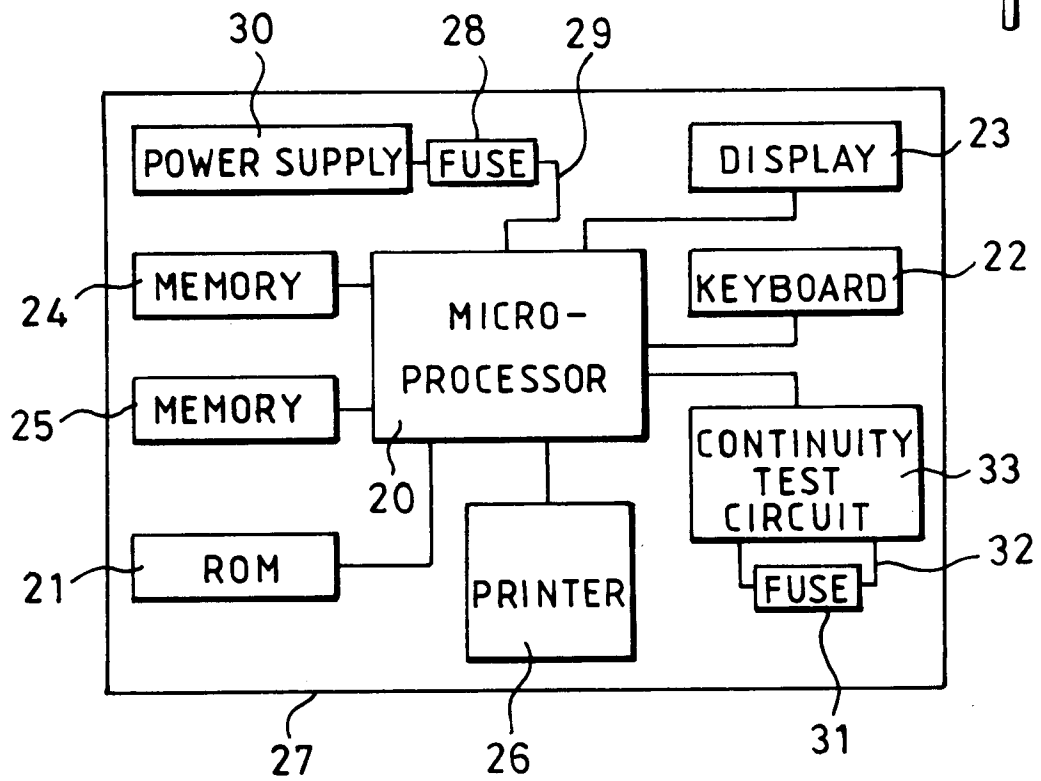 30
28
29
POWER SUPPLY
FUSE
DISPLAY
23
24
MEMORY
MICRO-
PROCESSOR
KEYBOARD
22
25
MEMORY
20
CONTINUITY
TEST
CIRCUIT
33
21
ROM
PRINTER
FUSE
32
27
26
31